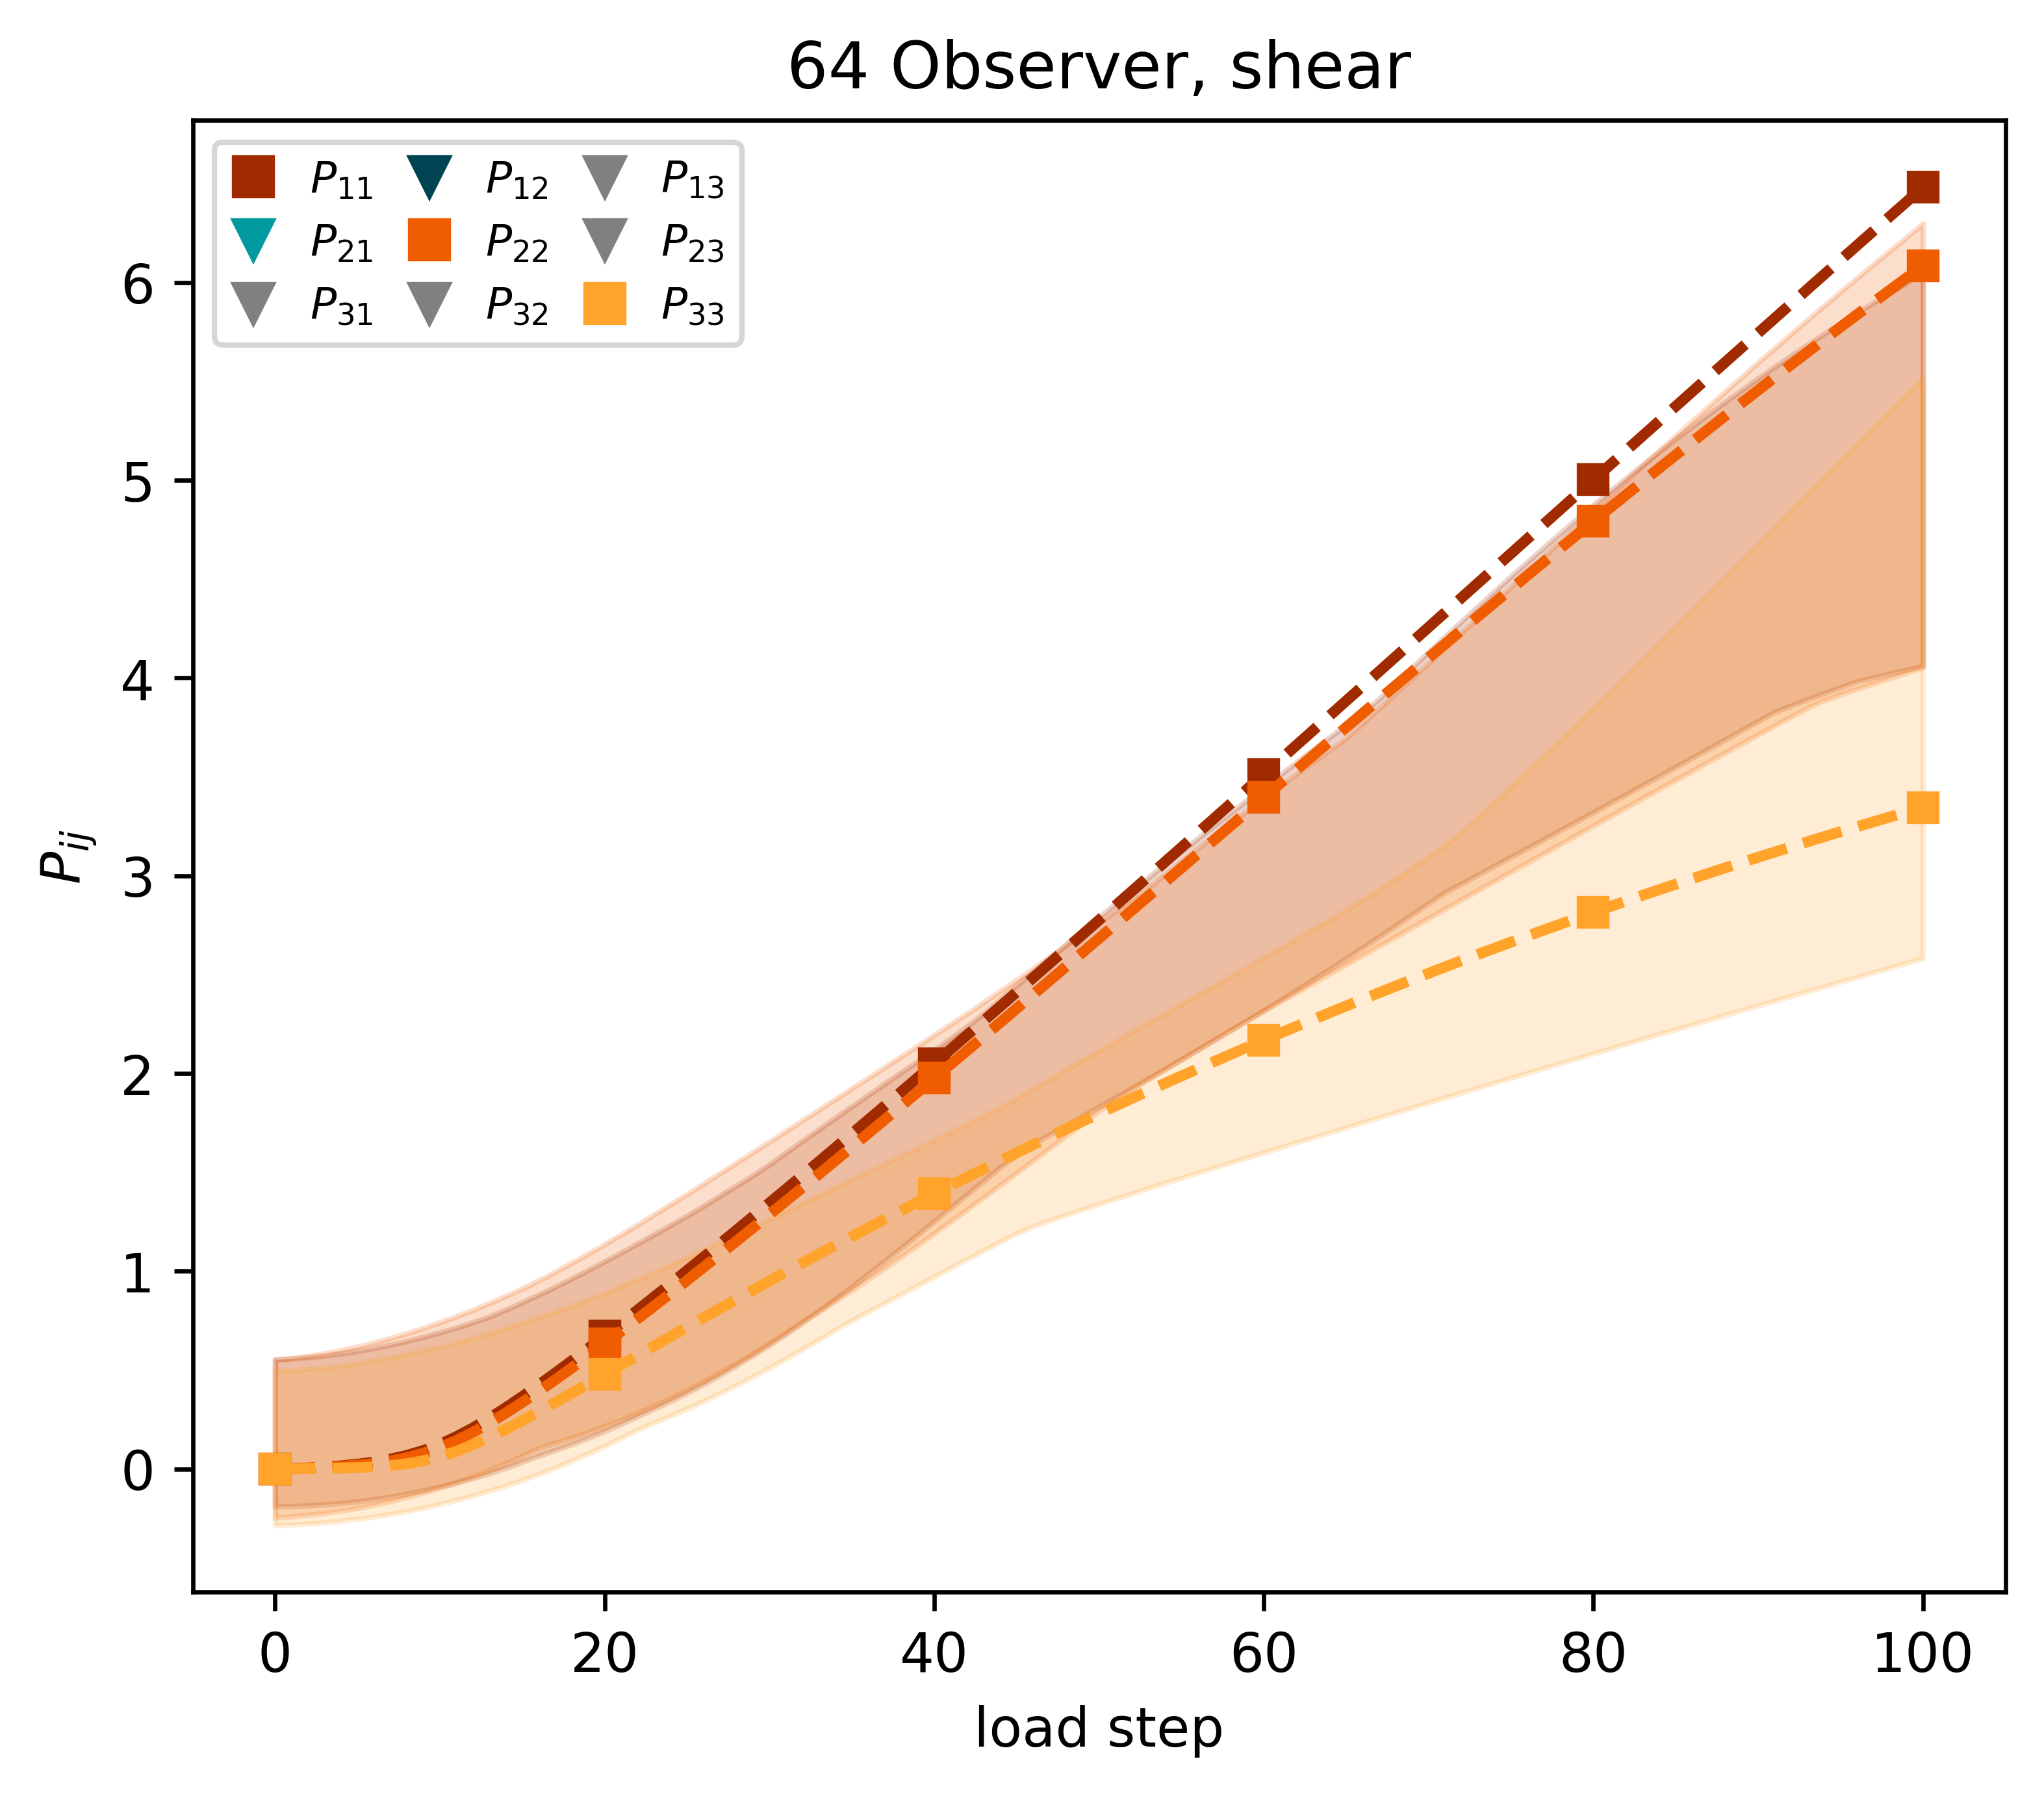 64 Observer, shear
P11 P12 P13
P21 P22 P23
P31 P32 P33
6
5
4
3
2
1
0
Pij
0 20 40 60 80 100
load step